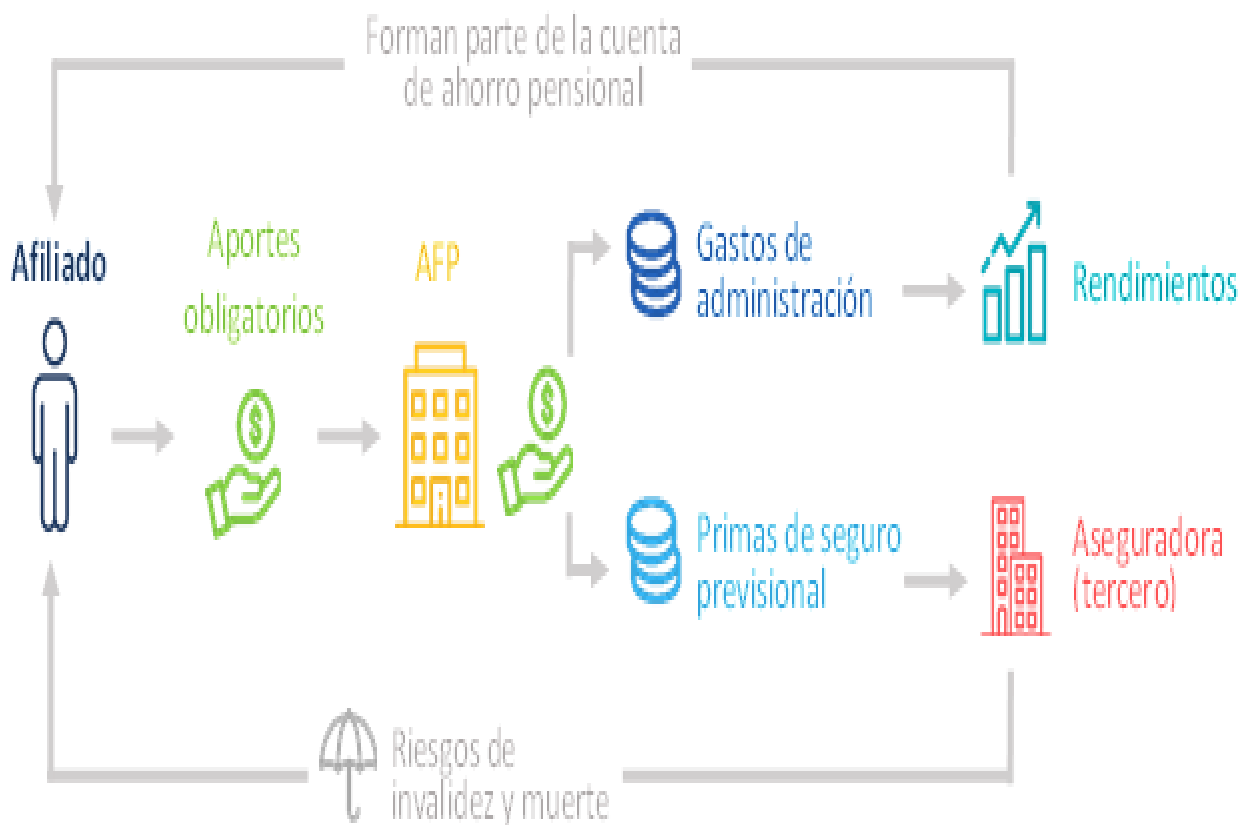 Forman parte de la cuenta
de ahorro pensional
Afiliado
Aportes
obligatorios
AFP
Gastos de
administración
Rendimientos
Primas de seguro
previsional
Aseguradora
(tercero)
Riesgos de
invalidez y muerte